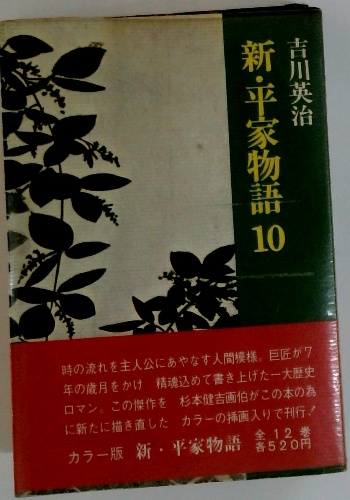 吉川英治
新・平家物語 10
時の流れを主人公にあやなす人間模様。巨匠が7
年の歳月をかけ 精魂込めて書き上げた一大歴史
ロマン。この傑作を 杉本健吉画伯がこの本の為
に新たに描き直した カラーの挿画入りで刊行!
カラー版 新・平家物語 全12巻
各520円